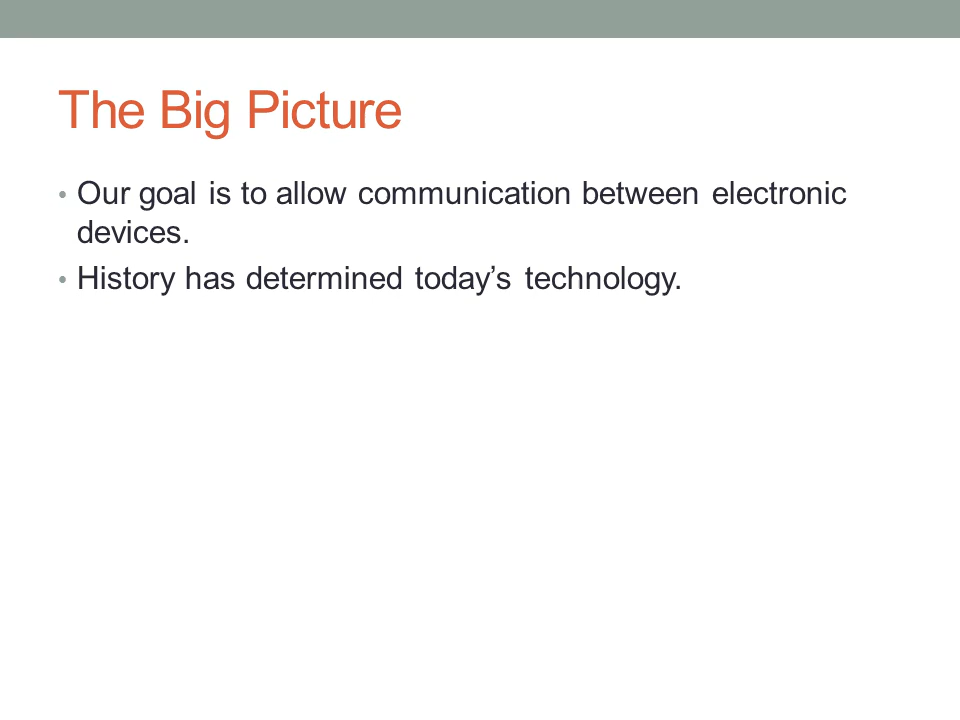 The Big Picture
• Our goal is to allow communication between electronic
devices.
• History has determined today’s technology.